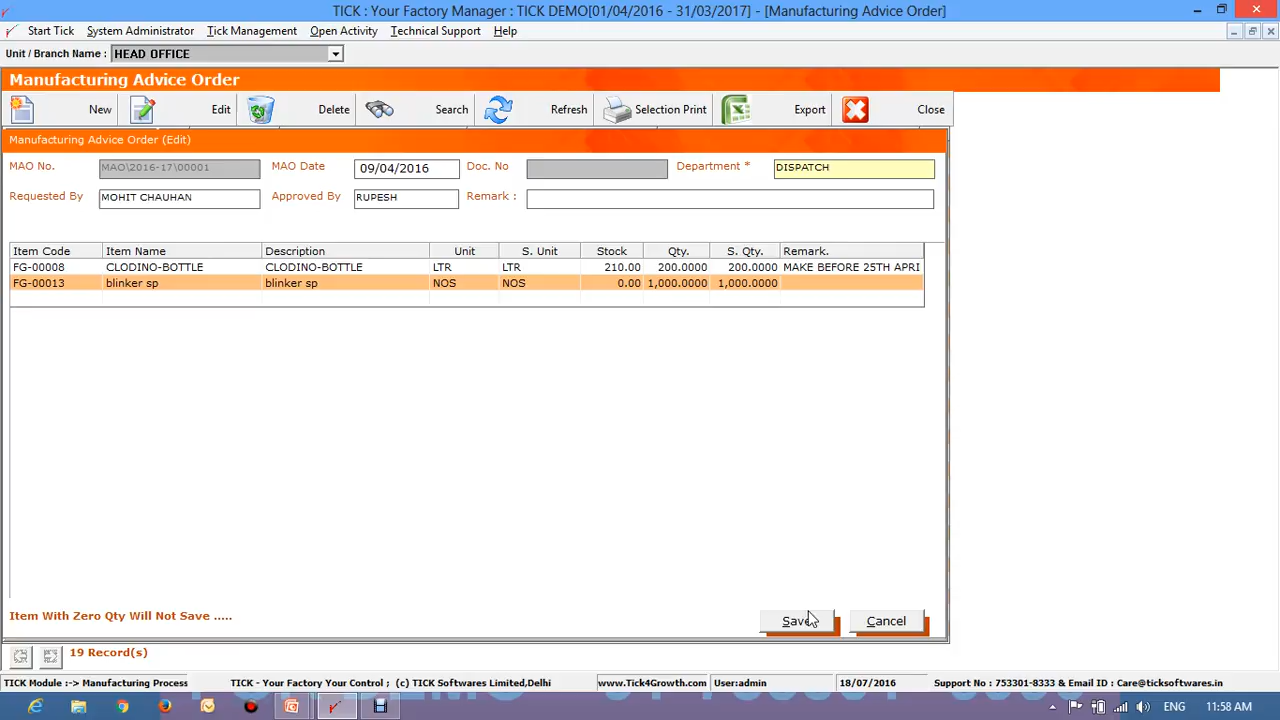 TICK : Your Factory Manager : TICK DEMO[01/04/2016 - 31/03/2017] - [Manufacturing Advice Order]
Start Tick System Administrator Tick Management Open Activity Technical Support Help
Unit / Branch Name : HEAD OFFICE
Manufacturing Advice Order
New Edit Delete Search Refresh Selection Print Export Close
Manufacturing Advice Order (Edit)
MAO No. MAO\2016-17\00001 MAO Date 09/04/2016 Doc. No Department * DISPATCH
Requested By MOHIT CHAUHAN Approved By RUPESH Remark :
Item Code Item Name Description Unit S. Unit Stock Qty. S. Qty. Remark.
FG-00008 CLODINO-BOTTLE CLODINO-BOTTLE LTR LTR 210.00 200.0000 200.0000 MAKE BEFORE 25TH APRI
FG-00013 blinker sp blinker sp NOS NOS 0.00 1,000.0000 1,000.0000
Item With Zero Qty Will Not Save .....
Save Cancel
19 Record(s)
TICK Module :-> Manufacturing Process TICK - Your Factory Your Control ; (c) TICK Softwares Limited,Delhi www.Tick4Growth.com User:admin 18/07/2016 Support No : 753301-8333 & Email ID : Care@ticksoftwares.in
ENG 11:58 AM